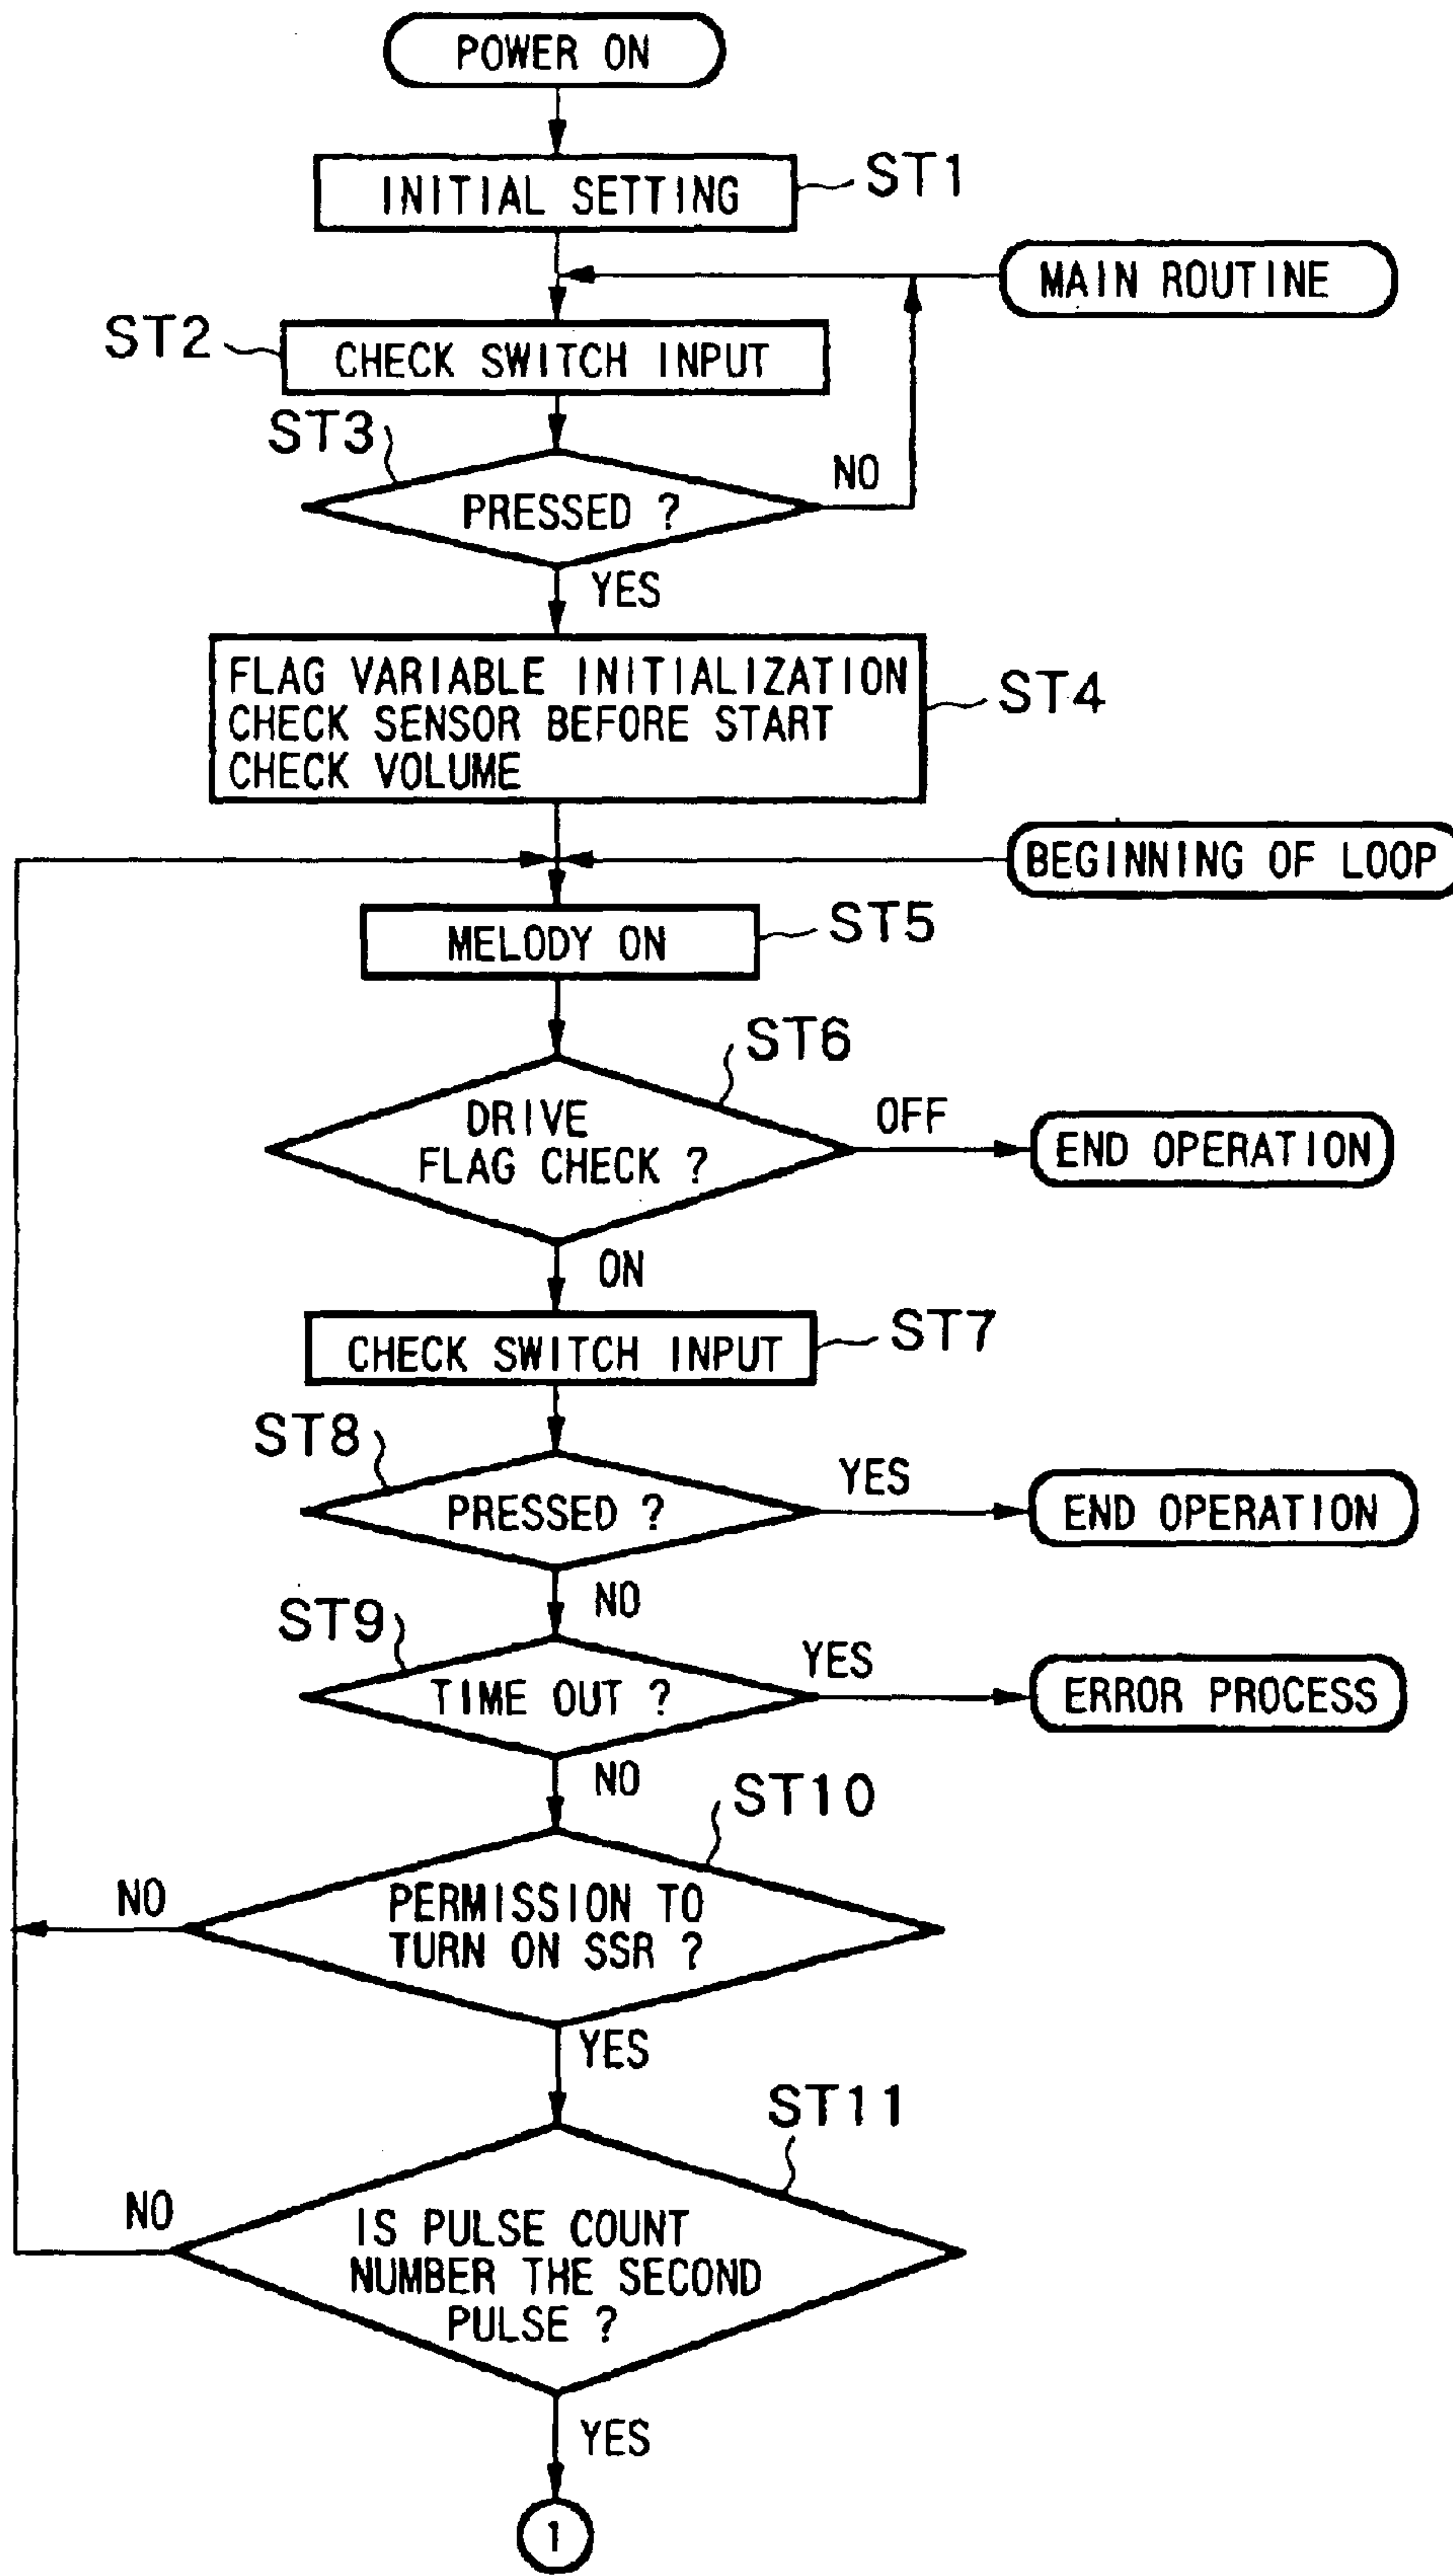 POWER ON
INITIAL SETTING
ST1
MAIN ROUTINE
ST2
CHECK SWITCH INPUT
ST3
PRESSED ?
NO
YES
FLAG VARIABLE INITIALIZATION
CHECK SENSOR BEFORE START
CHECK VOLUME
ST4
BEGINNING OF LOOP
MELODY ON
ST5
ST6
DRIVE
FLAG CHECK ?
OFF
END OPERATION
ON
CHECK SWITCH INPUT
ST7
ST8
PRESSED ?
YES
END OPERATION
NO
ST9
TIME OUT ?
YES
ERROR PROCESS
NO
ST10
PERMISSION TO
TURN ON SSR ?
NO
YES
ST11
IS PULSE COUNT
NUMBER THE SECOND
PULSE ?
NO
YES
1